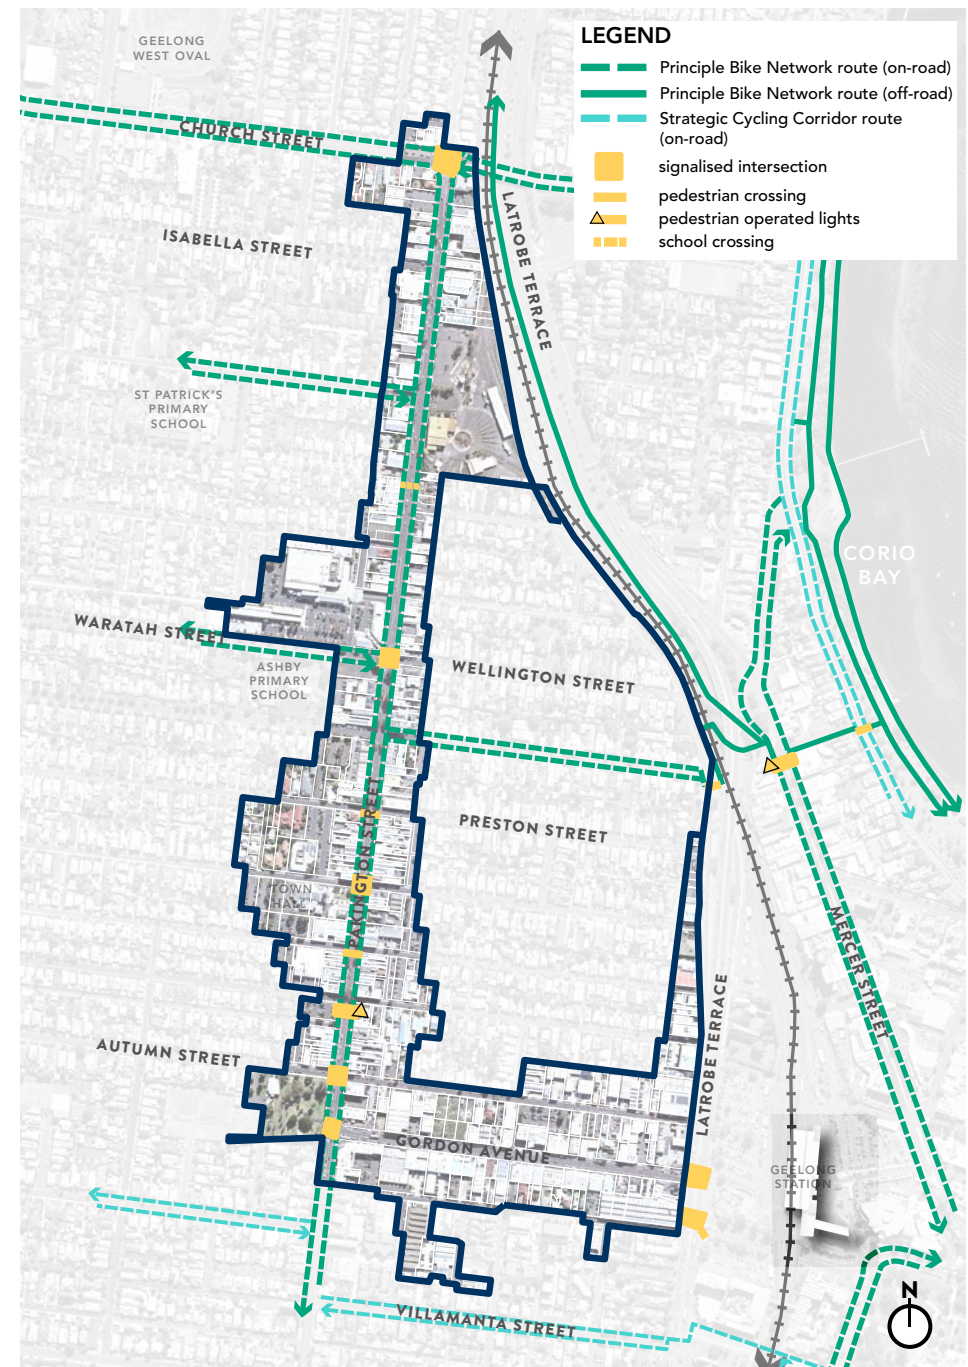 GEELONG
WEST OVAL
LEGEND
Principle Bike Network route (on-road)
Principle Bike Network route (off-road)
Strategic Cycling Corridor route
(on-road)
signalised intersection
pedestrian crossing
pedestrian operated lights
school crossing
CHURCH STREET
ISABELLA STREET
LATROBE TERRACE
ST PATRICK'S
PRIMARY
SCHOOL
CORIO
BAY
WARATAH STREET
ASHBY
PRIMARY
SCHOOL
WELLINGTON STREET
PRESTON STREET
PAKINGTON STREET
TOWN
HALL
MERCER STREET
AUTUMN STREET
LATROBE TERRACE
GORDON AVENUE
GEELONG
STATION
VILLAMANTA STREET
N